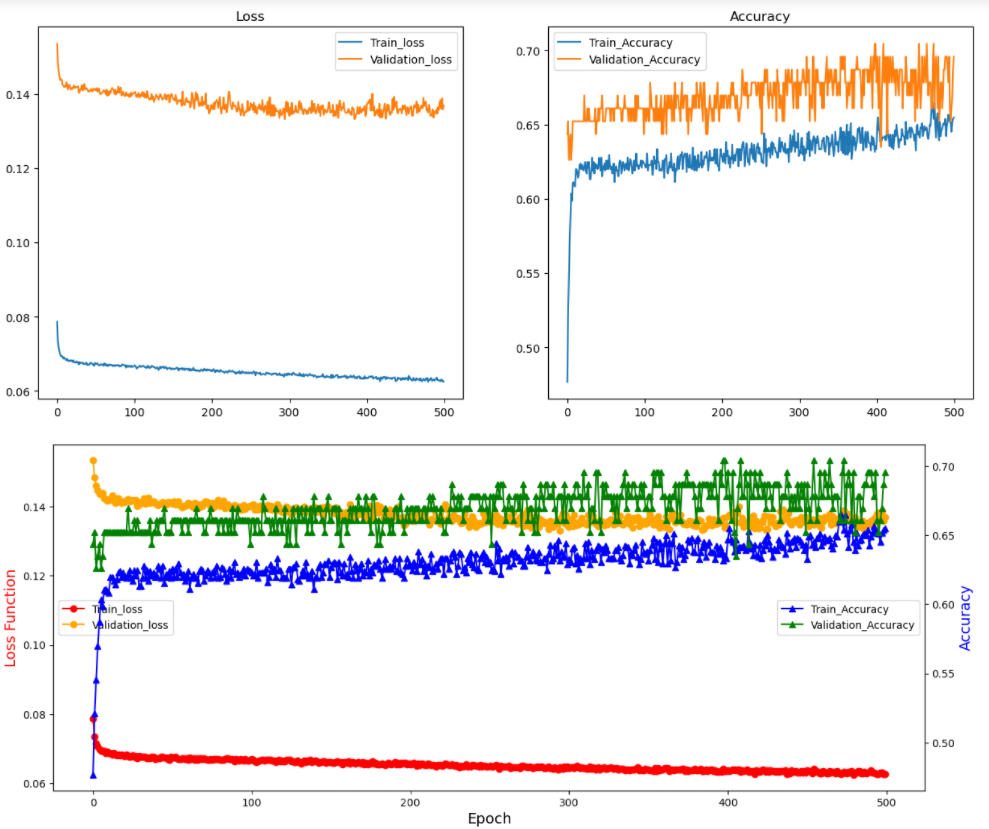 Loss
Train_loss
Validation_loss
0.14
0.12
0.10
0.08
0.06
0
100
200
300
400
500
Accuracy
Train_Accuracy
Validation_Accuracy
0.70
0.65
0.60
0.55
0.50
0
100
200
300
400
500
Loss Function
0.14
0.12
0.10
0.08
0.06
Train_loss
Validation_loss
Train_Accuracy
Validation_Accuracy
0.70
0.65
0.60
0.55
0.50
Accuracy
0
100
200
300
400
500
Epoch